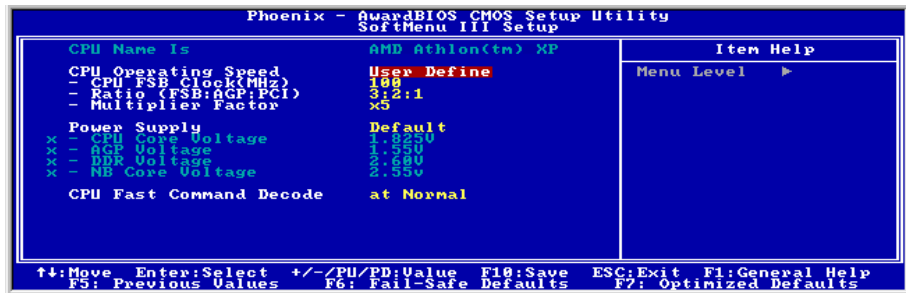 Phoenix - AwardBIOS CMOS Setup Utility
SoftMenu III Setup
CPU Name Is AMD Athlon(tm) XP
Item Help
CPU Operating Speed User Define
Menu Level ►
- CPU FSB Clock(MHz) 100
- Ratio (FSB:AGP:PCI) 3:2:1
- Multiplier Factor x5
Power Supply Default
x - CPU Core Voltage 1.825V
x - AGP Voltage 1.55V
x - DDR Voltage 2.60V
x - NB Core Voltage 2.55v
CPU Fast Command Decode at Normal
↑↓:Move Enter:Select +/-/PU/PD:Value F10:Save ESC:Exit F1:General Help
F5: Previous Values F6: Fail-Safe Defaults F7: Optimized Defaults